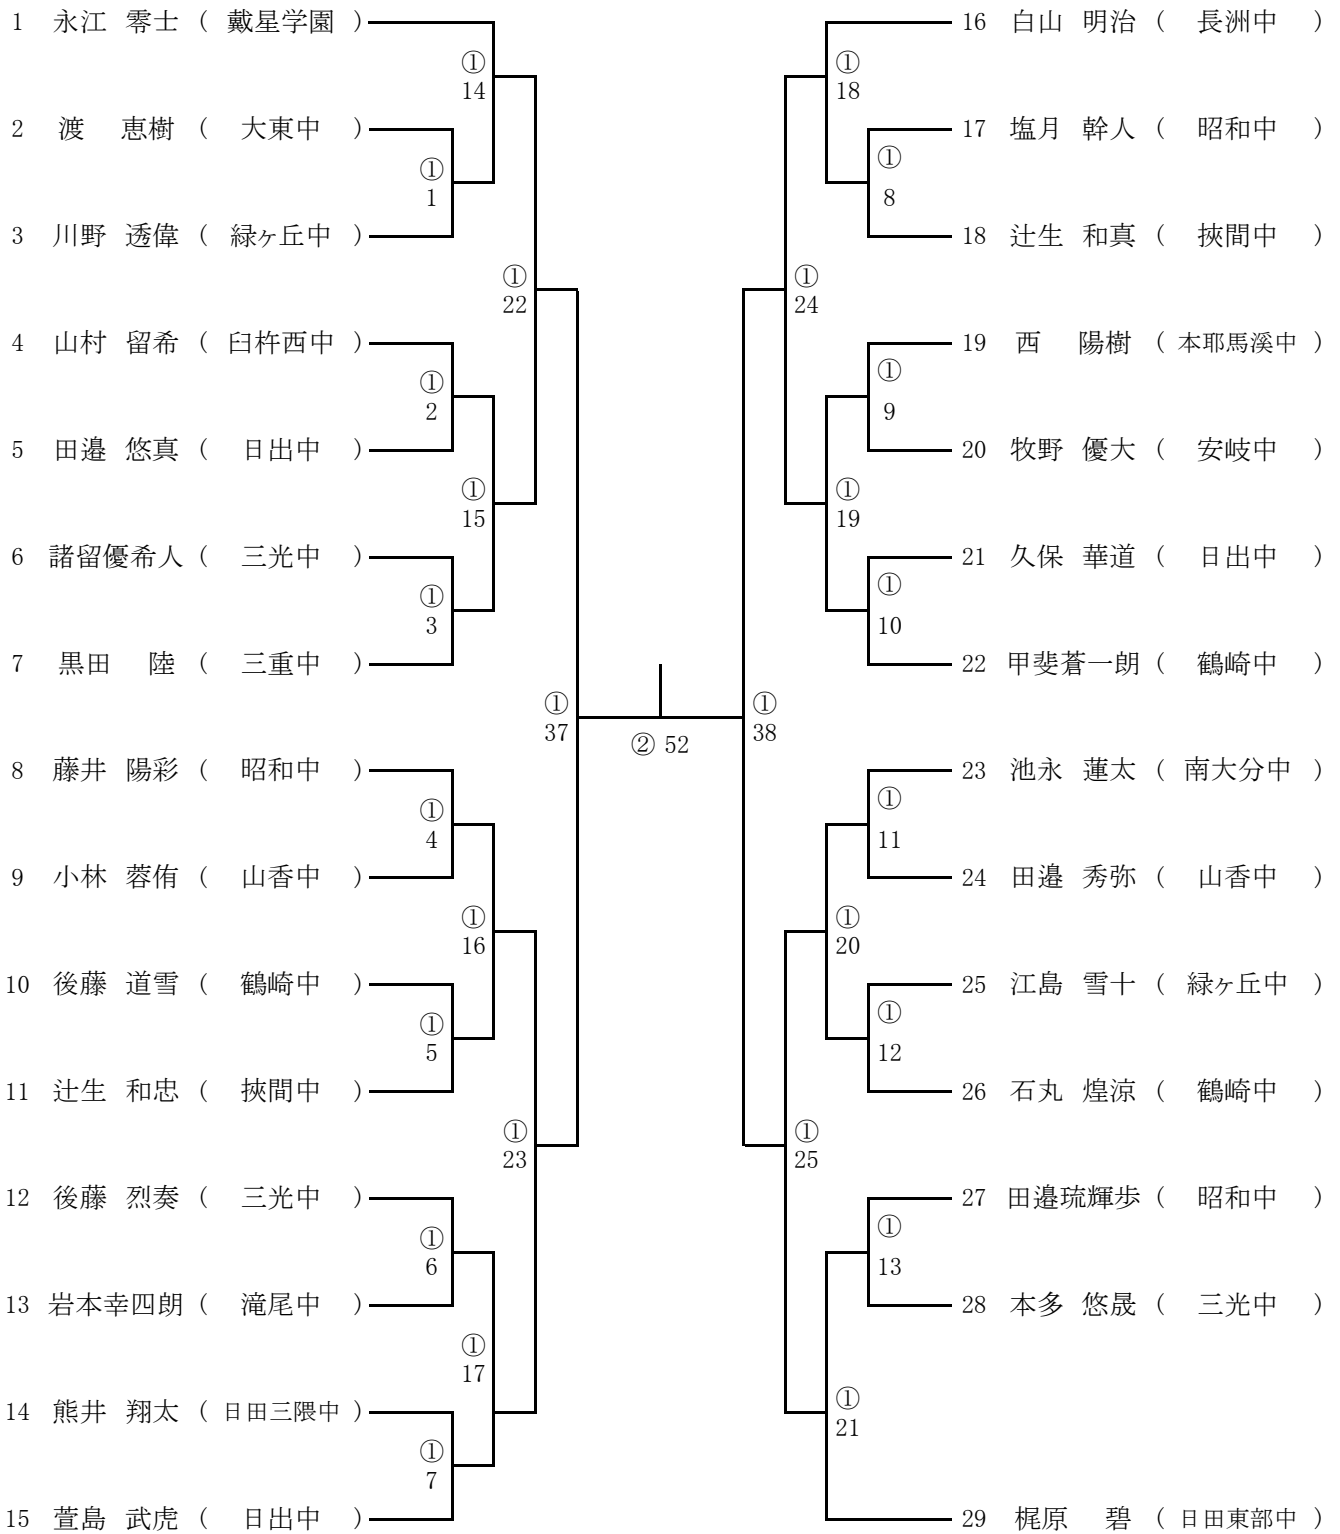 1 永江 零士 ( 戴星学園 )
①
14
2 渡 恵樹 ( 大東中 )
①
1
3 川野 透偉 ( 緑ヶ丘中 )
①
22
4 山村 留希 ( 臼杵西中 )
①
2
5 田邉 悠真 ( 日出中 )
①
15
6 諸留優希人 ( 三光中 )
①
3
7 黒田 陸 ( 三重中 )
①
37
8 藤井 陽彩 ( 昭和中 )
①
4
9 小林 蓉侑 ( 山香中 )
①
16
10 後藤 道雪 ( 鶴崎中 )
①
5
11 辻生 和忠 ( 挾間中 )
①
23
12 後藤 烈奏 ( 三光中 )
①
6
13 岩本幸四朗 ( 滝尾中 )
①
17
14 熊井 翔太 ( 日田三隈中 )
①
7
15 萱島 武虎 ( 日出中 )
② 52
16 白山 明治 ( 長洲中 )
①
18
17 塩月 幹人 ( 昭和中 )
①
8
18 辻生 和真 ( 挾間中 )
①
24
19 西 陽樹 ( 本耶馬溪中 )
①
9
20 牧野 優大 ( 安岐中 )
①
19
21 久保 華道 ( 日出中 )
①
10
22 甲斐蒼一朗 ( 鶴崎中 )
①
38
23 池永 蓮太 ( 南大分中 )
①
11
24 田邉 秀弥 ( 山香中 )
①
20
25 江島 雪十 ( 緑ヶ丘中 )
①
12
26 石丸 煌涼 ( 鶴崎中 )
①
25
27 田邉琉輝歩 ( 昭和中 )
①
13
28 本多 悠晟 ( 三光中 )
①
21
29 梶原 碧 ( 日田東部中 )